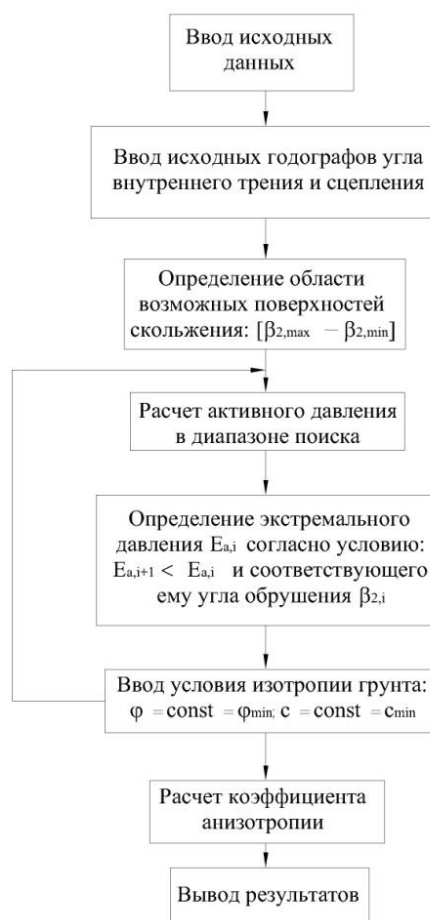 Ввод исходных
данных
Ввод исходных годографов угла
внутреннего трения и сцепления
Определение области
возможных поверхностей
скольжения: [β2,max − β2,min]
Расчет активного давления
в диапазоне поиска
Определение экстремального
давления Ea,i согласно условию:
Ea,i+1 < Ea,i и соответствующего
ему угла обрушения β2,i
Ввод условия изотропии грунта:
φ = const = φmin; c = const = cmin
Расчет коэффициента
анизотропии
Вывод результатов